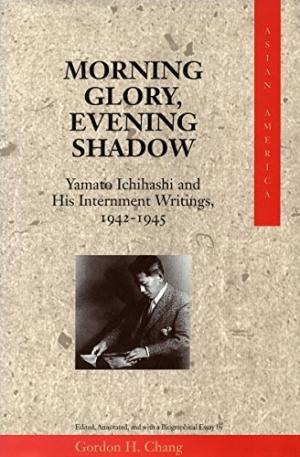 ASIAN AMERICA
MORNING
GLORY,
EVENING
SHADOW
Yamato Ichihashi and
His Internment Writings,
1942-1945
Edited, Annotated, and with a Biographical Essay by
Gordon H. Chang